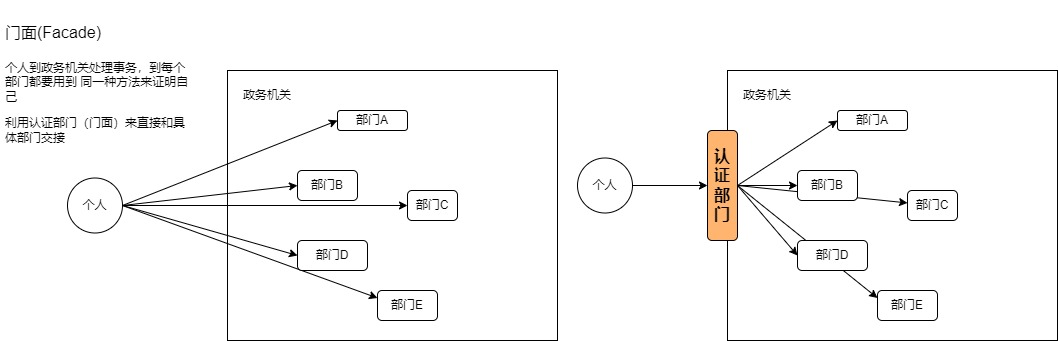 门面(Facade)
个人到政务机关处理事务，到每个
部门都要用到 同一种方法来证明自
己
利用认证部门（门面）来直接和具
体部门交接
政务机关
部门A
部门B
部门C
部门D
部门E
个人
政务机关
部门A
认证部门
部门B
部门C
部门D
部门E
个人